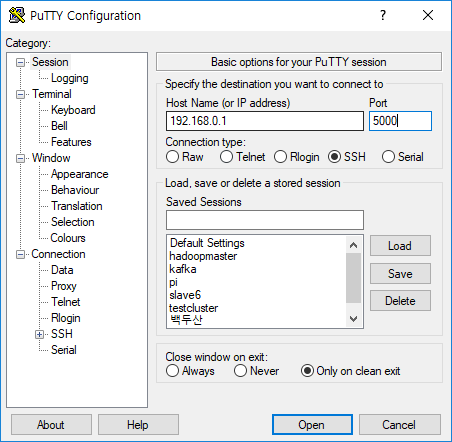 PuTTY Configuration
?
Category:
Session
Logging
Terminal
Keyboard
Bell
Features
Window
Appearance
Behaviour
Translation
Selection
Colours
Connection
Data
Proxy
Telnet
Rlogin
SSH
Serial
Basic options for your PuTTY session
Specify the destination you want to connect to
Host Name (or IP address) Port
192.168.0.1 5000
Connection type:
Raw Telnet Rlogin SSH Serial
Load, save or delete a stored session
Saved Sessions
Default Settings
hadoopmaster
kafka
pi
slave6
testcluster
백두산
Load
Save
Delete
Close window on exit:
Always Never Only on clean exit
About Help Open Cancel